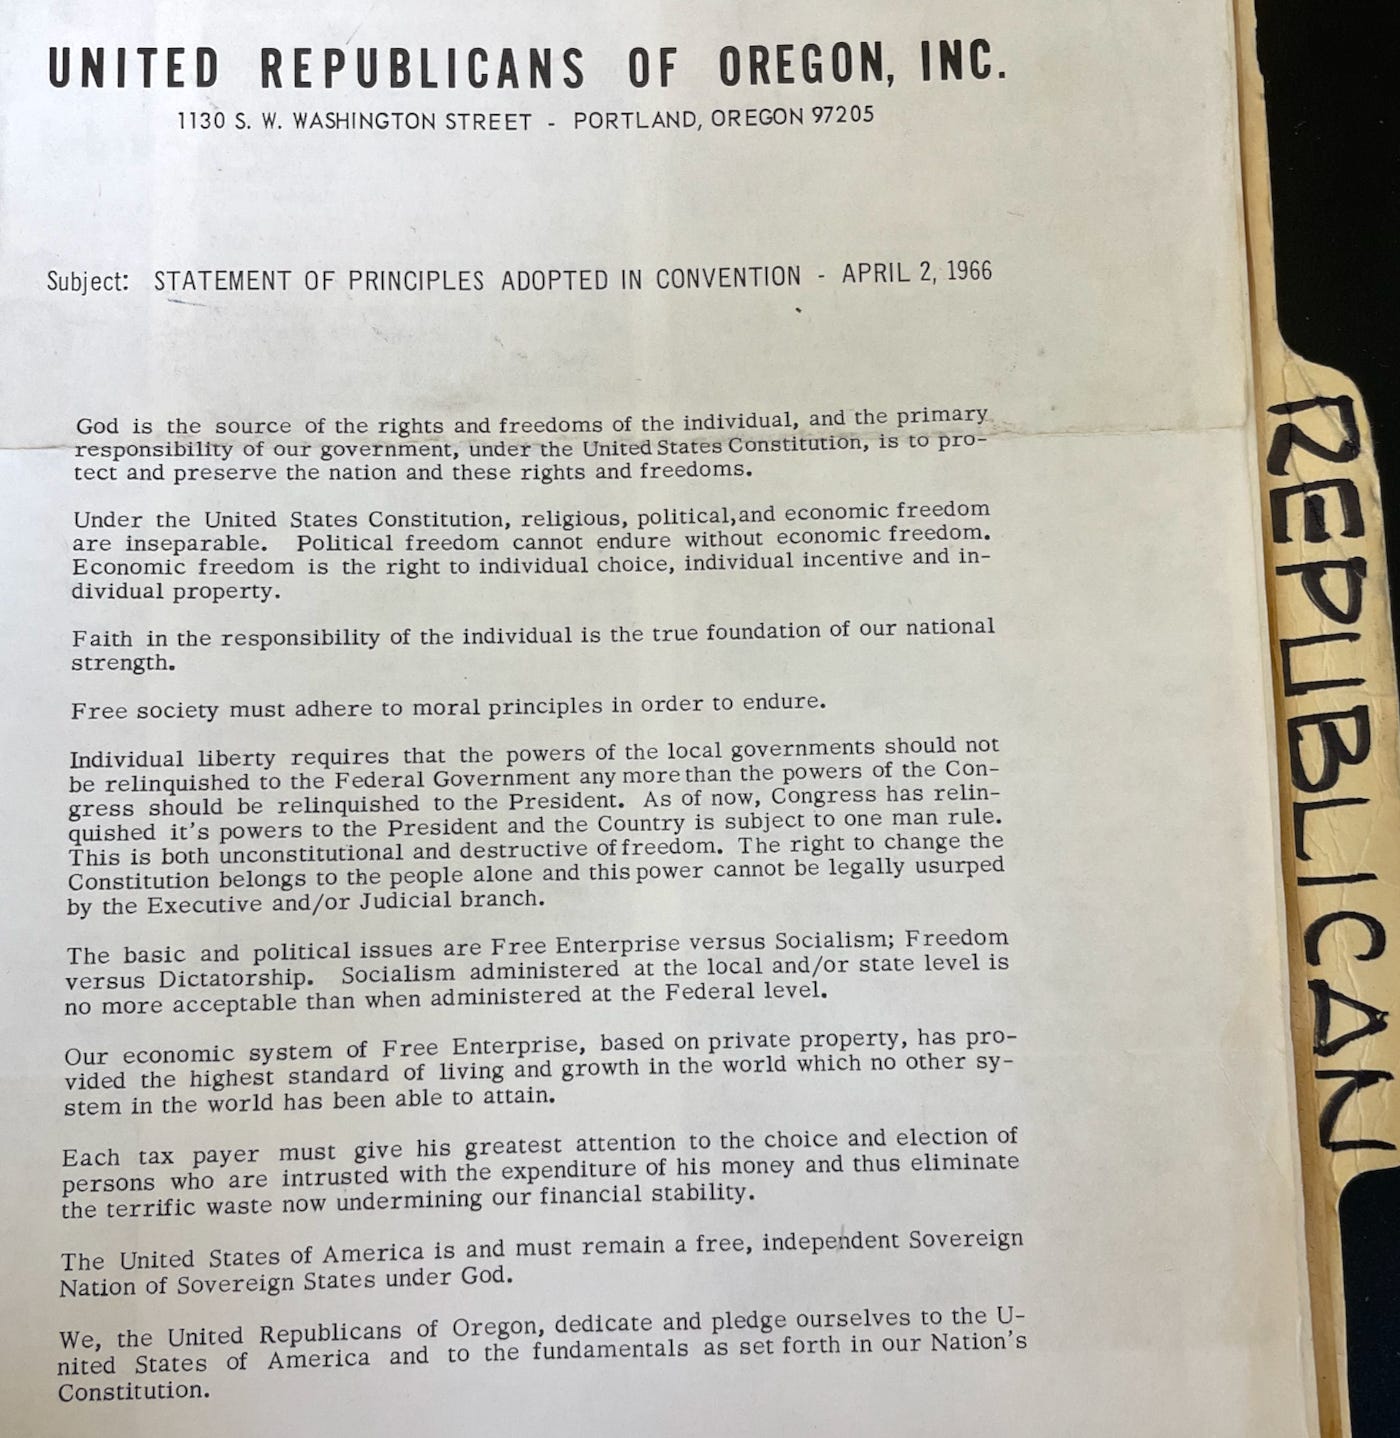 UNITED REPUBLICANS OF OREGON, INC.
1130 S. W. WASHINGTON STREET - PORTLAND, OREGON 97205
Subject: STATEMENT OF PRINCIPLES ADOPTED IN CONVENTION - APRIL 2, 1966
God is the source of the rights and freedoms of the individual, and the primary
responsibility of our government, under the United States Constitution, is to pro-
tect and preserve the nation and these rights and freedoms.
Under the United States Constitution, religious, political,and economic freedom
are inseparable. Political freedom cannot endure without economic freedom.
Economic freedom is the right to individual choice, individual incentive and in-
dividual property.
Faith in the responsibility of the individual is the true foundation of our national
strength.
Free society must adhere to moral principles in order to endure.
Individual liberty requires that the powers of the local governments should not
be relinquished to the Federal Government any more than the powers of the Con-
gress should be relinquished to the President. As of now, Congress has relin-
quished it's powers to the President and the Country is subject to one man rule.
This is both unconstitutional and destructive of freedom. The right to change the
Constitution belongs to the people alone and this power cannot be legally usurped
by the Executive and/or Judicial branch.
The basic and political issues are Free Enterprise versus Socialism; Freedom
versus Dictatorship. Socialism administered at the local and/or state level is
no more acceptable than when administered at the Federal level.
Our economic system of Free Enterprise, based on private property, has pro-
vided the highest standard of living and growth in the world which no other sy-
stem in the world has been able to attain.
Each tax payer must give his greatest attention to the choice and election of
persons who are intrusted with the expenditure of his money and thus eliminate
the terrific waste now undermining our financial stability.
The United States of America is and must remain a free, independent Sovereign
Nation of Sovereign States under God.
We, the United Republicans of Oregon, dedicate and pledge ourselves to the U-
nited States of America and to the fundamentals as set forth in our Nation's
Constitution.
REPUBLICAN